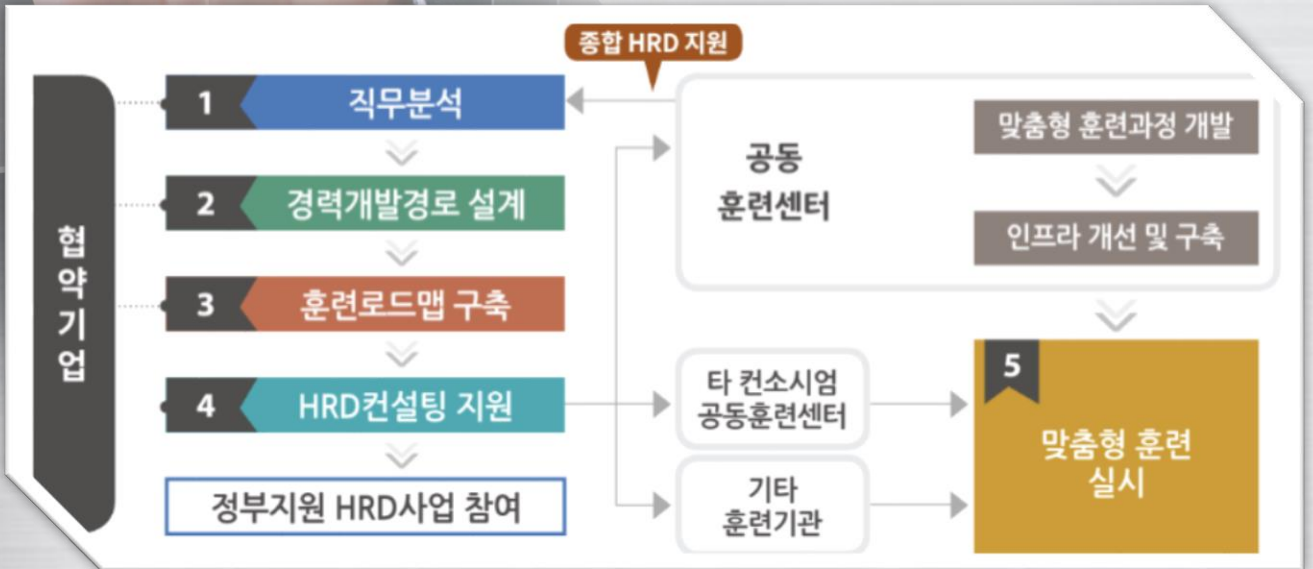 종합 HRD 지원
협약기업
1 직무분석
2 경력개발경로 설계
3 훈련로드맵 구축
4 HRD컨설팅 지원
정부지원 HRD사업 참여
공동
훈련센터
맞춤형 훈련과정 개발
인프라 개선 및 구축
타 컨소시엄
공동훈련센터
기타
훈련기관
5
맞춤형 훈련
실시